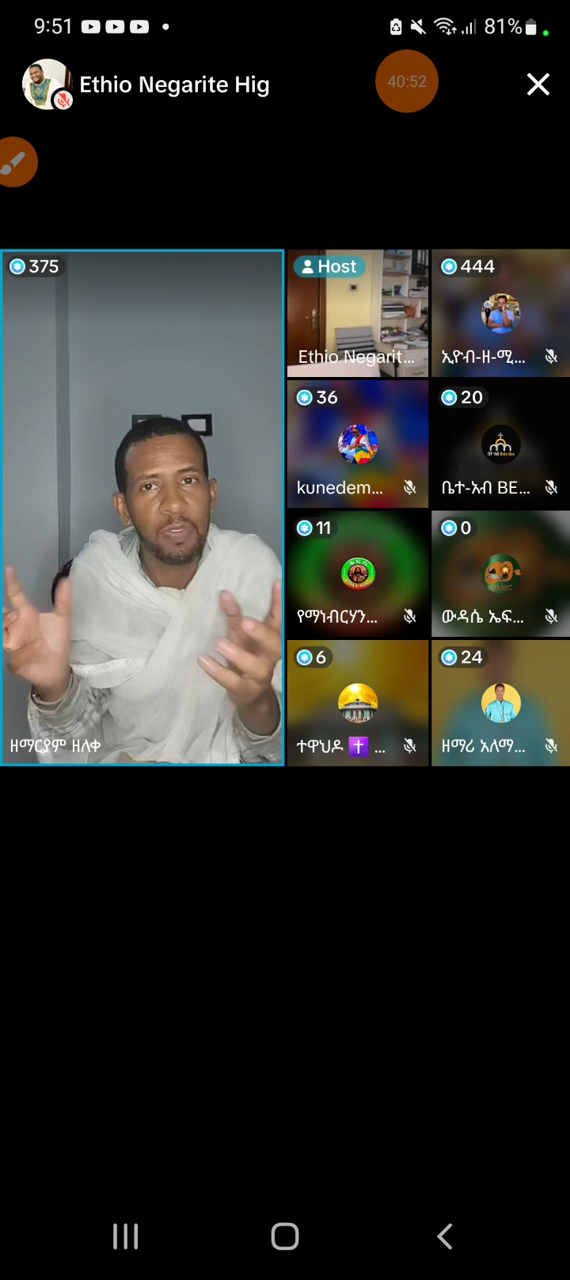 9:51
81%
Ethio Negarite Hig
40:52
375
Host
Ethio Negarit...
444
ኢዮብ-ዘ-ሚ...
36
kunedem...
20
ቤተ-አብ BE...
11
የማነብርሃን...
0
ውዳሴ ኤፍ...
6
ተዋህዶ ✝️ ...
24
ዘማሪ አለማ...
ዘማርያም ዘለቀ